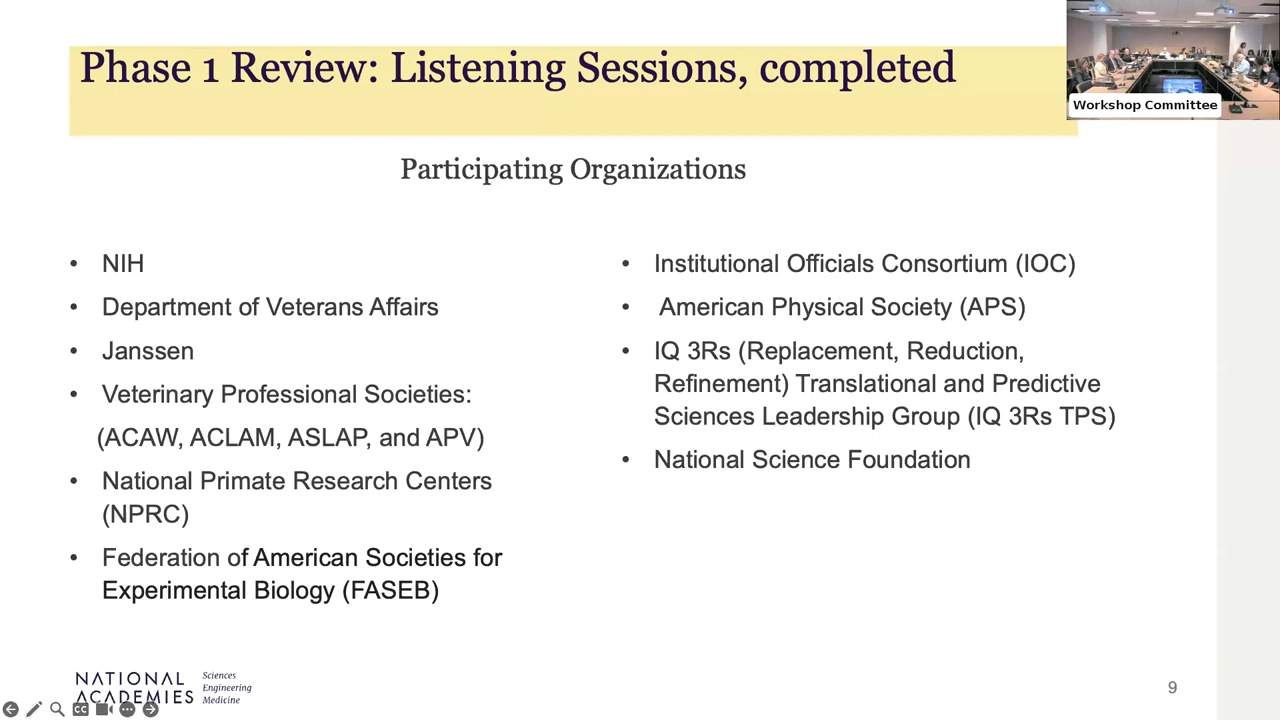 Phase 1 Review: Listening Sessions, completed
Workshop Committee
Participating Organizations
• NIH
• Department of Veterans Affairs
• Janssen
• Veterinary Professional Societies:
(ACAW, ACLAM, ASLAP, and APV)
• National Primate Research Centers
(NPRC)
• Federation of American Societies for
Experimental Biology (FASEB)
• Institutional Officials Consortium (IOC)
• American Physical Society (APS)
• IQ 3Rs (Replacement, Reduction,
Refinement) Translational and Predictive
Sciences Leadership Group (IQ 3Rs TPS)
• National Science Foundation
NATIONAL
ACADEMIES
Sciences
Engineering
Medicine
CC
9